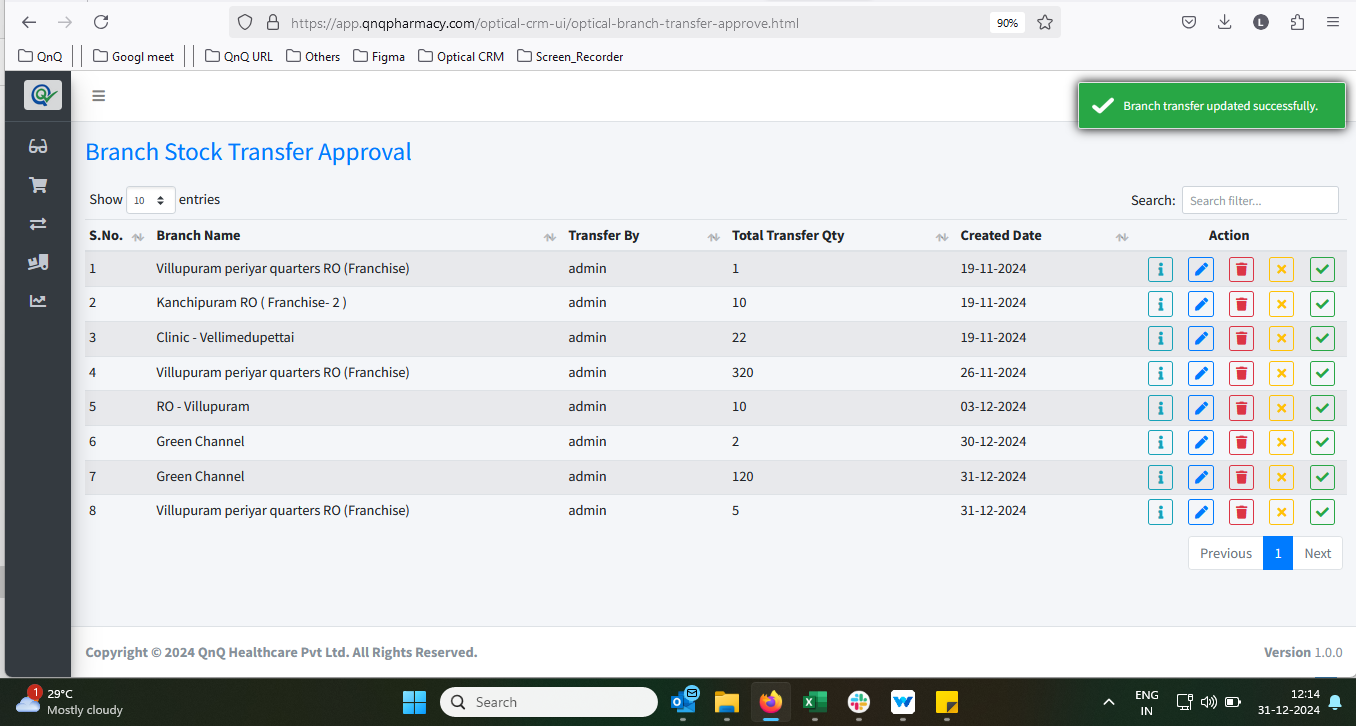 https://app.qnqpharmacy.com/optical-crm-ui/optical-branch-transfer-approve.html 90% L
QnQ Googl meet QnQ URL Others Figma Optical CRM Screen_Recorder
Branch transfer updated successfully.
Branch Stock Transfer Approval
Show 10 entries Search: Search filter...
S.No. Branch Name Transfer By Total Transfer Qty Created Date Action
1 Villupuram periyar quarters RO (Franchise) admin 1 19-11-2024
2 Kanchipuram RO ( Franchise- 2 ) admin 10 19-11-2024
3 Clinic - Vellimedupettai admin 22 19-11-2024
4 Villupuram periyar quarters RO (Franchise) admin 320 26-11-2024
5 RO - Villupuram admin 10 03-12-2024
6 Green Channel admin 2 30-12-2024
7 Green Channel admin 120 31-12-2024
8 Villupuram periyar quarters RO (Franchise) admin 5 31-12-2024
Previous 1 Next
Copyright © 2024 QnQ Healthcare Pvt Ltd. All Rights Reserved. Version 1.0.0
1 29°C Search ENG 12:14
Mostly cloudy IN 31-12-2024